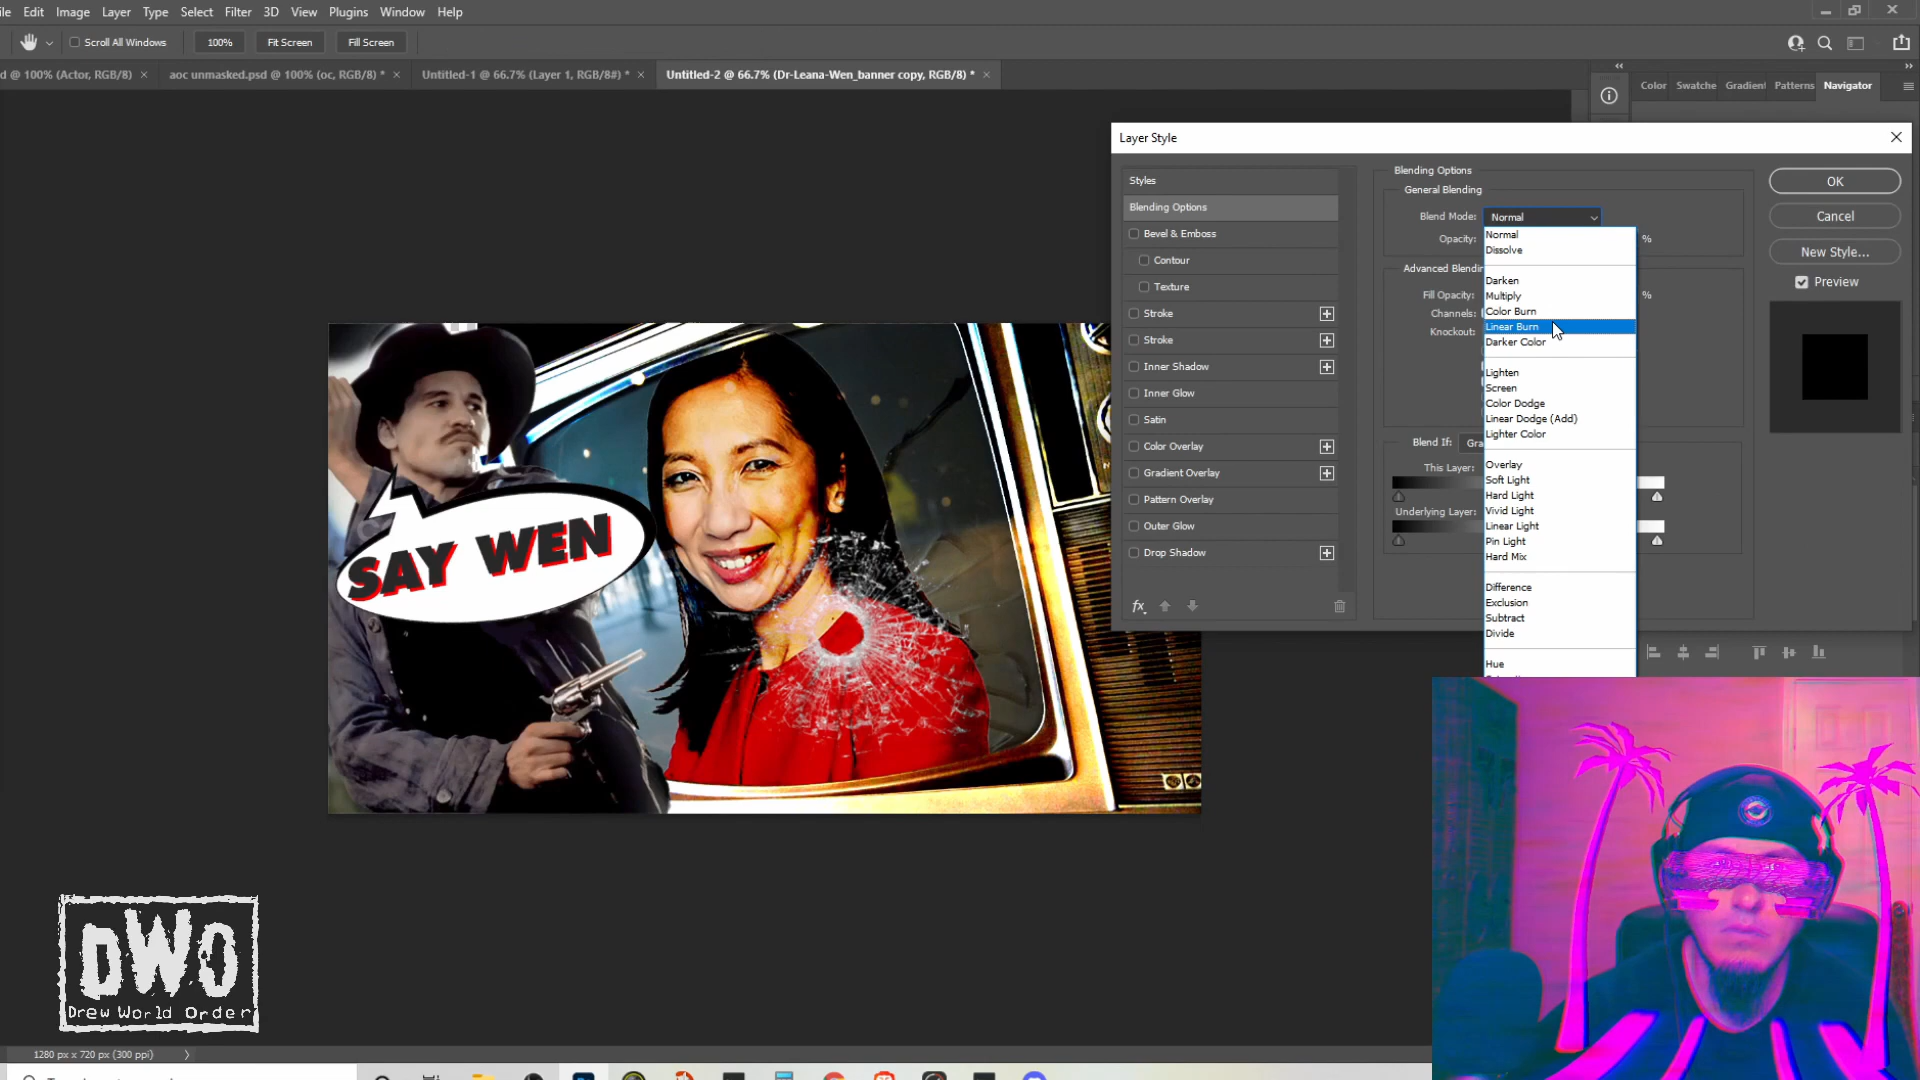 Edit Image Layer Type Select Filter 3D View Plugins Window Help
Scroll All Windows 100% Fit Screen Fill Screen
d @ 100% (Actor, RGB/8) × aoc unmasked.psd @ 100% (oc, RGB/8) * × Untitled-1 @ 66.7% (Layer 1, RGB/8#) * × Untitled-2 @ 66.7% (Dr-Leana-Wen_banner copy, RGB/8) * ×
Color Swatche Gradien Patterns Navigator
Layer Style
Styles
Blending Options
Bevel & Emboss
Contour
Texture
Stroke
Stroke
Inner Shadow
Inner Glow
Satin
Color Overlay
Gradient Overlay
Pattern Overlay
Outer Glow
Drop Shadow
fx
Blending Options
General Blending
Blend Mode: Normal
Opacity: %
Advanced Blendin
Fill Opacity: %
Channels:
Knockout:
Blend If: Gra
This Layer:
Underlying Layer:
Normal
Dissolve
Darken
Multiply
Color Burn
Linear Burn
Darker Color
Lighten
Screen
Color Dodge
Linear Dodge (Add)
Lighter Color
Overlay
Soft Light
Hard Light
Vivid Light
Linear Light
Pin Light
Hard Mix
Difference
Exclusion
Subtract
Divide
Hue
OK
Cancel
New Style...
Preview
SAY WEN
DWO
Drew World Order
1280 px x 720 px (300 ppi)